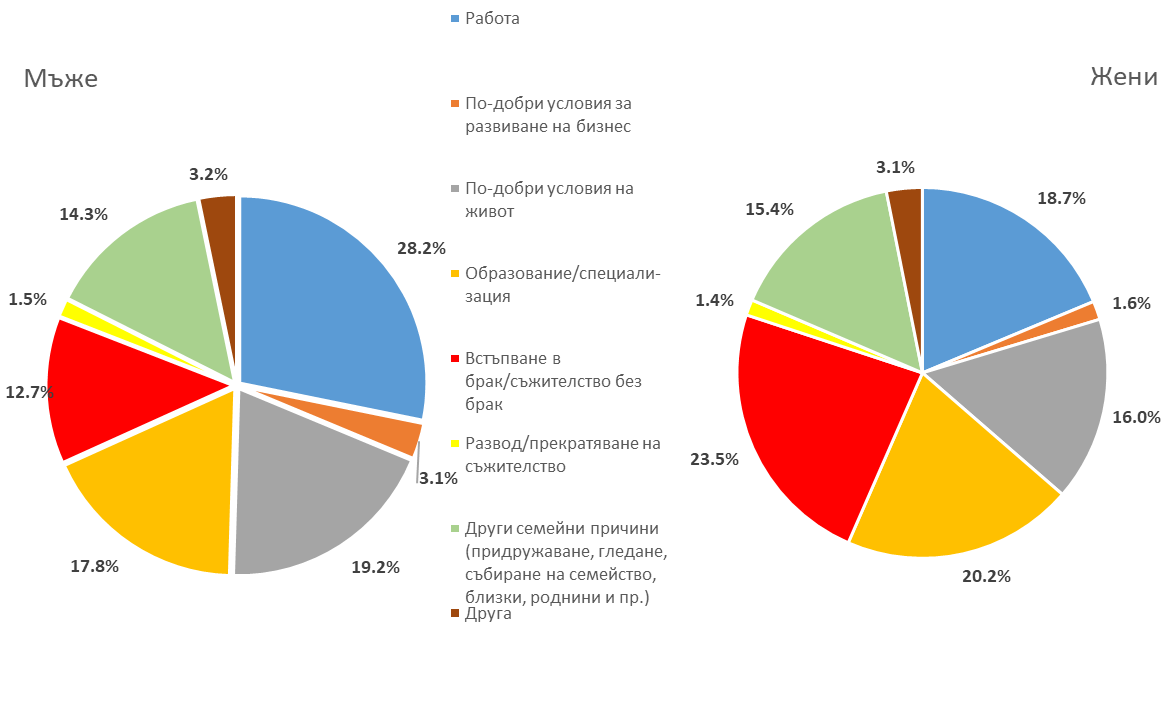 Мъже
3.2%
14.3%
28.2%
1.5%
12.7%
3.1%
17.8%
19.2%
Работа
По-добри условия за
развиване на бизнес
По-добри условия на
живот
Образование/специали-
зация
Встъпване в
брак/съжителство без
брак
Развод/прекратяване на
съжителство
Други семейни причини
(придружаване, гледане,
събиране на семейство,
близки, роднини и пр.)
Друга
Жени
3.1%
15.4%
18.7%
1.4%
1.6%
16.0%
23.5%
20.2%